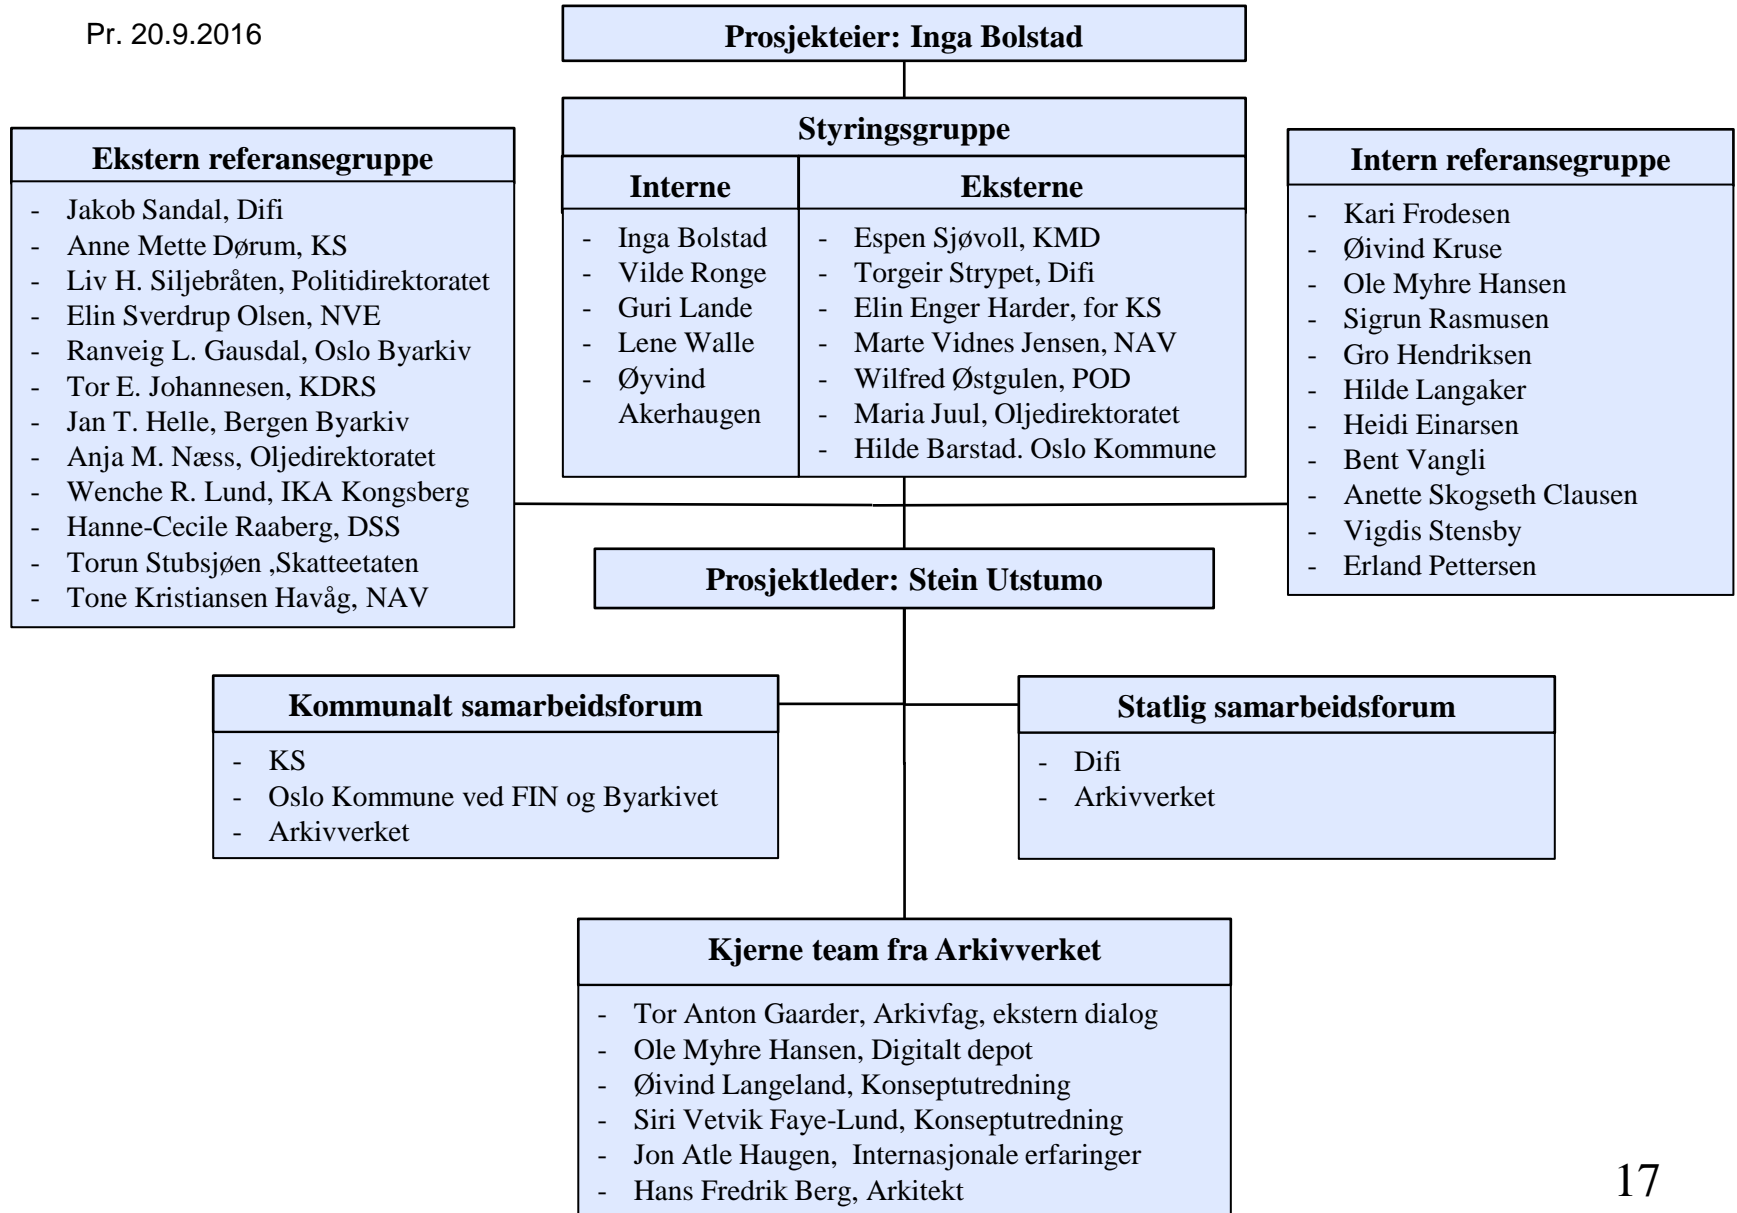 Pr. 20.9.2016
Prosjekteier: Inga Bolstad
Styringsgruppe
Interne
- Inga Bolstad
- Vilde Ronge
- Guri Lande
- Lene Walle
- Øyvind
Akerhaugen
Eksterne
- Espen Sjøvoll, KMD
- Torgeir Strypet, Difi
- Elin Enger Harder, for KS
- Marte Vidnes Jensen, NAV
- Wilfred Østgulen, POD
- Maria Juul, Oljedirektoratet
- Hilde Barstad. Oslo Kommune
Ekstern referansegruppe
- Jakob Sandal, Difi
- Anne Mette Dørum, KS
- Liv H. Siljebråten, Politidirektoratet
- Elin Sverdrup Olsen, NVE
- Ranveig L. Gausdal, Oslo Byarkiv
- Tor E. Johannesen, KDRS
- Jan T. Helle, Bergen Byarkiv
- Anja M. Næss, Oljedirektoratet
- Wenche R. Lund, IKA Kongsberg
- Hanne-Cecile Raaberg, DSS
- Torun Stubsjøen ,Skatteetaten
- Tone Kristiansen Havåg, NAV
Intern referansegruppe
- Kari Frodesen
- Øivind Kruse
- Ole Myhre Hansen
- Sigrun Rasmusen
- Gro Hendriksen
- Hilde Langaker
- Heidi Einarsen
- Bent Vangli
- Anette Skogseth Clausen
- Vigdis Stensby
- Erland Pettersen
Prosjektleder: Stein Utstumo
Kommunalt samarbeidsforum
- KS
- Oslo Kommune ved FIN og Byarkivet
- Arkivverket
Statlig samarbeidsforum
- Difi
- Arkivverket
Kjerne team fra Arkivverket
- Tor Anton Gaarder, Arkivfag, ekstern dialog
- Ole Myhre Hansen, Digitalt depot
- Øivind Langeland, Konseptutredning
- Siri Vetvik Faye-Lund, Konseptutredning
- Jon Atle Haugen, Internasjonale erfaringer
- Hans Fredrik Berg, Arkitekt
17